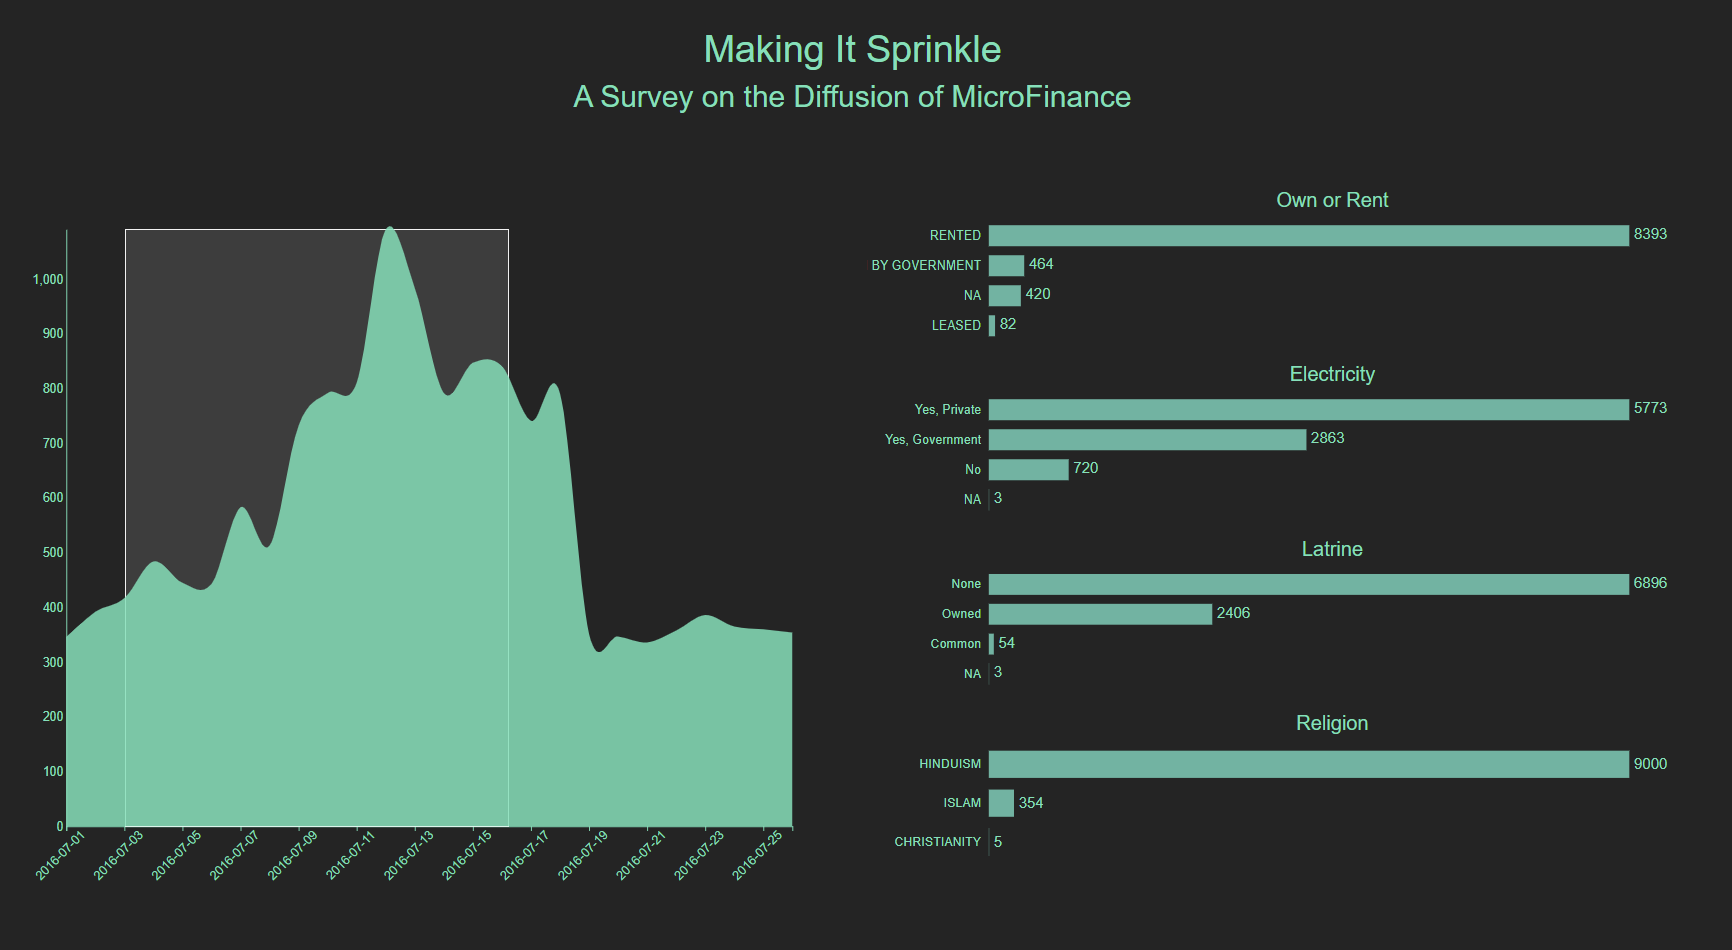 Making It Sprinkle
A Survey on the Diffusion of MicroFinance
1,000
900
800
700
600
500
400
300
200
100
0
2016-07-01
2016-07-03
2016-07-05
2016-07-07
2016-07-09
2016-07-11
2016-07-13
2016-07-15
2016-07-17
2016-07-19
2016-07-21
2016-07-23
2016-07-25
Own or Rent
RENTED 8393
BY GOVERNMENT 464
NA 420
LEASED 82
Electricity
Yes, Private 5773
Yes, Government 2863
No 720
NA 3
Latrine
None 6896
Owned 2406
Common 54
NA 3
Religion
HINDUISM 9000
ISLAM 354
CHRISTIANITY 5